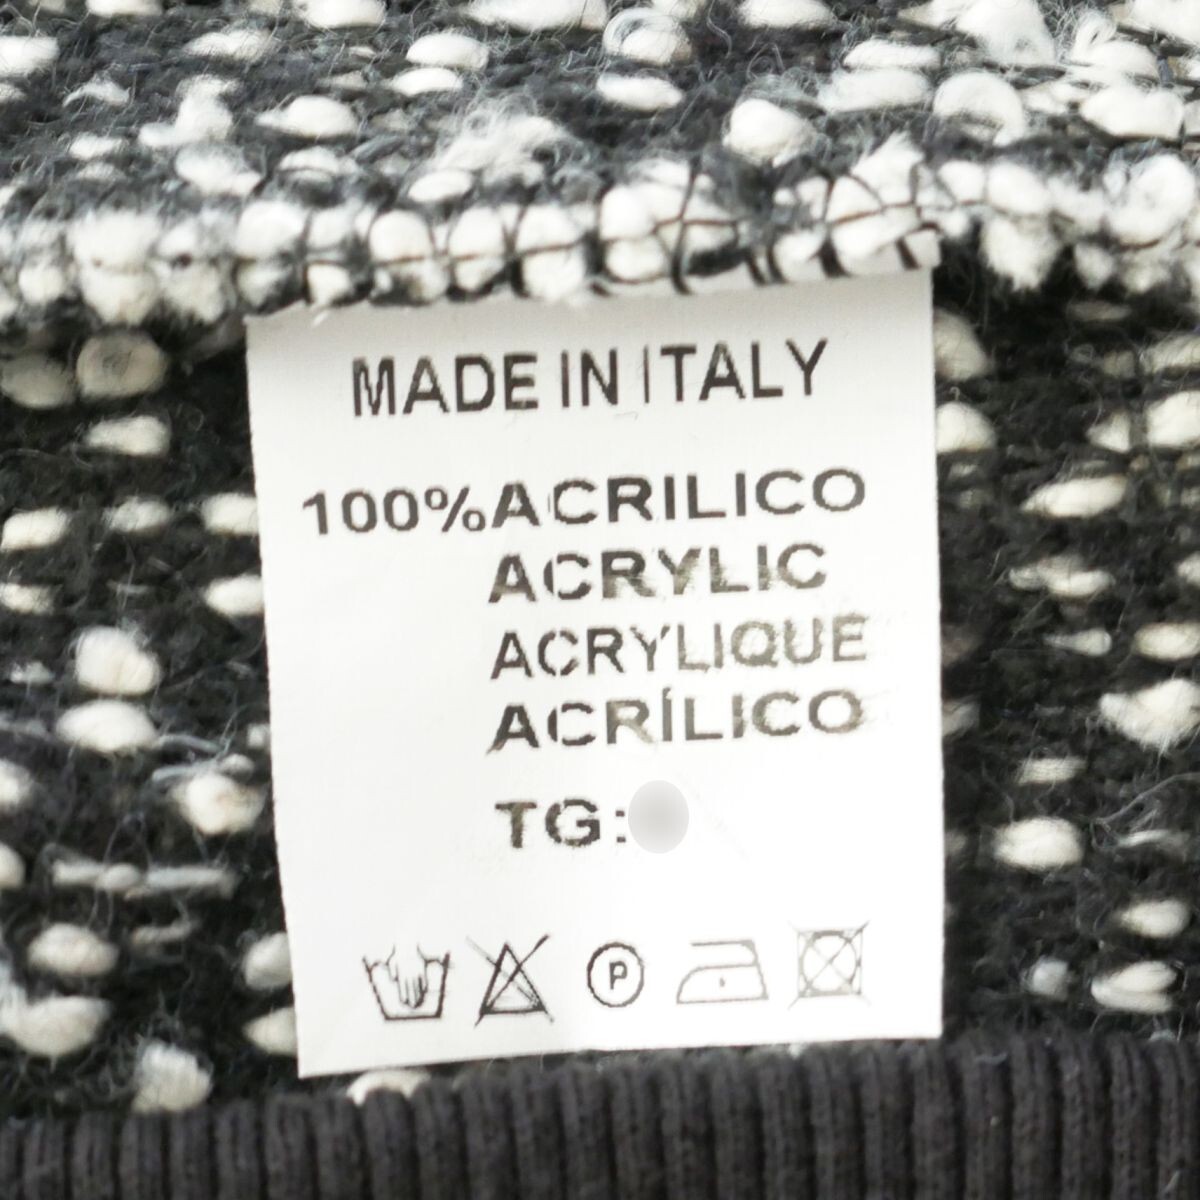 MADE IN ITALY
100% ACRILICO
ACRYLIC
ACRYLIQUE
ACRÍLICO
TG:
P